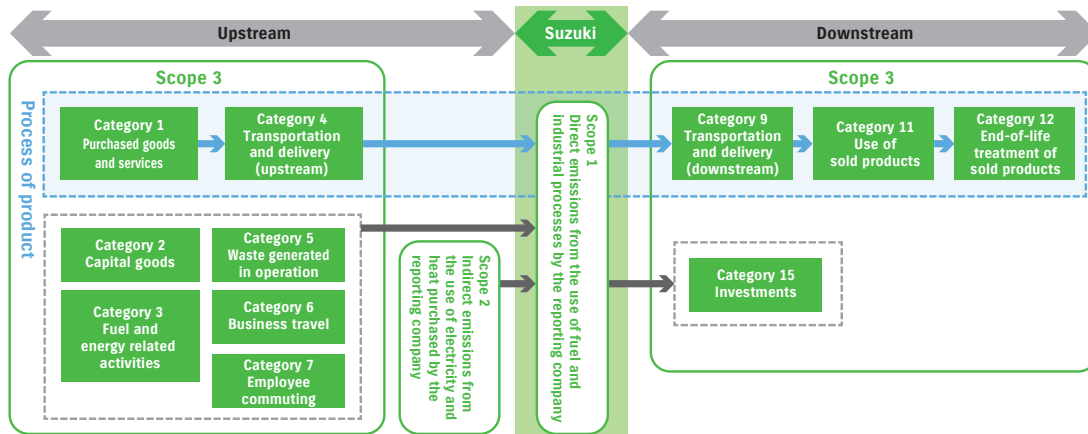 Upstream
Suzuki
Downstream
Scope 3
Process of product
Category 1
Purchased goods
and services
Category 4
Transportation
and delivery
(upstream)
Category 2
Capital goods
Category 5
Waste generated
in operation
Category 3
Fuel and
energy related
activities
Category 6
Business travel
Category 7
Employee
commuting
Scope 2
Indirect emissions from
the use of electricity and
heat purchased by the
reporting company
Scope 1
Direct emissions from the use of fuel and
industrial processes by the reporting company
Scope 3
Category 9
Transportation
and delivery
(downstream)
Category 11
Use of
sold products
Category 12
End-of-life
treatment of
sold products
Category 15
Investments